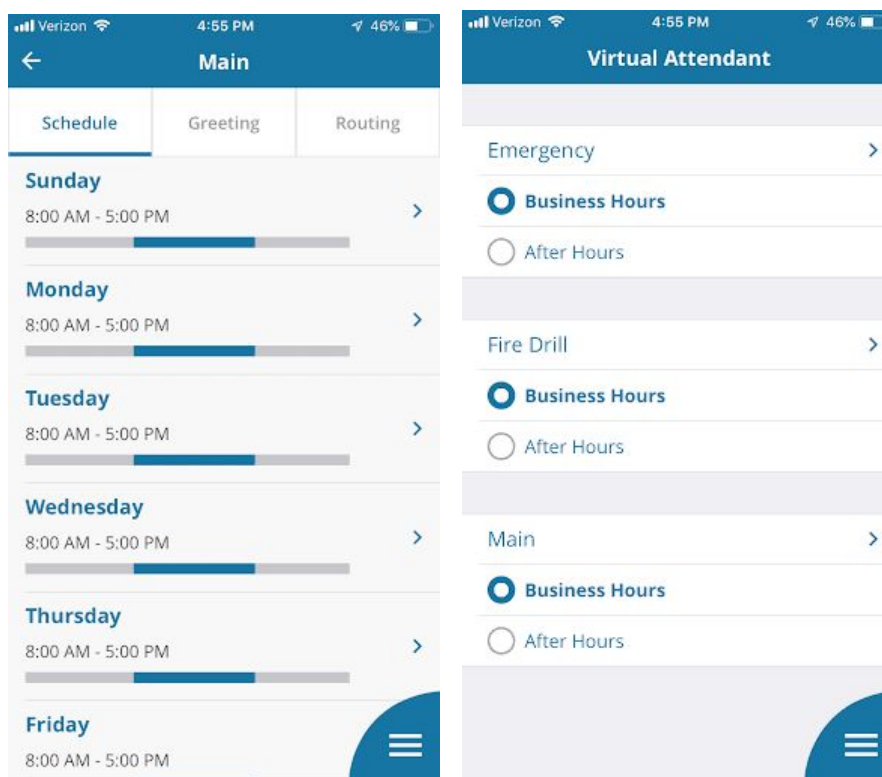 Verizon 4:55 PM 46%
Main
Schedule Greeting Routing
Sunday
8:00 AM - 5:00 PM
Monday
8:00 AM - 5:00 PM
Tuesday
8:00 AM - 5:00 PM
Wednesday
8:00 AM - 5:00 PM
Thursday
8:00 AM - 5:00 PM
Friday
8:00 AM - 5:00 PM
Verizon 4:55 PM 46%
Virtual Attendant
Emergency
Business Hours
After Hours
Fire Drill
Business Hours
After Hours
Main
Business Hours
After Hours